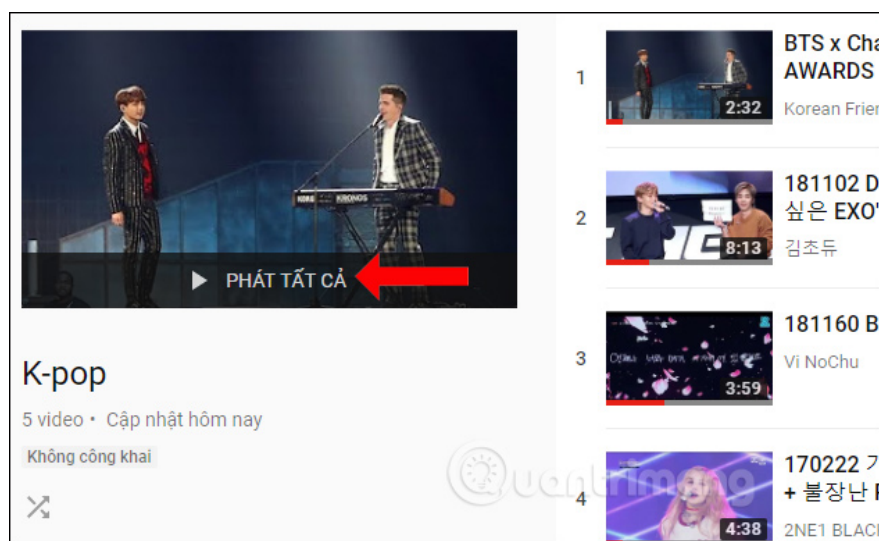 PHÁT TẤT CẢ
K-pop
5 video • Cập nhật hôm nay
Không công khai
1
2:32
BTS x Cha
AWARDS
Korean Frien
2
8:13
181102 D
싶은 EXO'
김초듀
3
3:59
181160 B
Vi NoChu
4
4:38
170222 가
+ 불장난 F
2NE1 BLACK
KORG KRONOS
Quantrimang